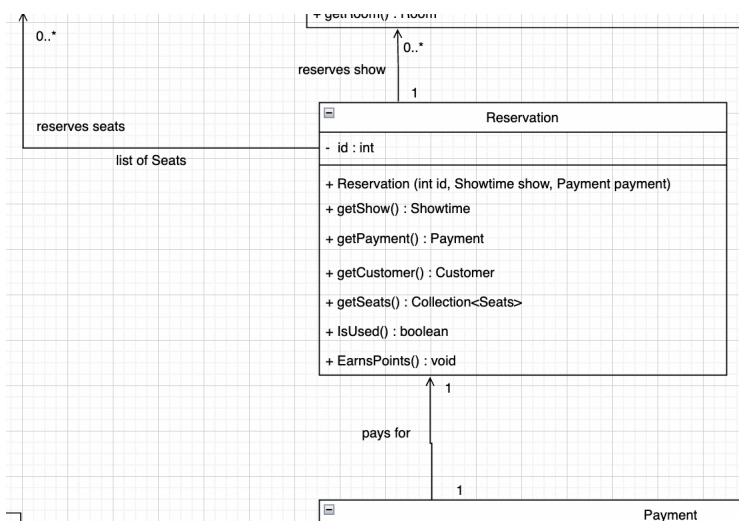 + getRoom() : Room
0..*
0..*
reserves show
1
Reservation
reserves seats
- id : int
list of Seats
+ Reservation (int id, Showtime show, Payment payment)
+ getShow() : Showtime
+ getPayment() : Payment
+ getCustomer() : Customer
+ getSeats() : Collection<Seats>
+ IsUsed() : boolean
+ EarnsPoints() : void
1
pays for
1
Payment